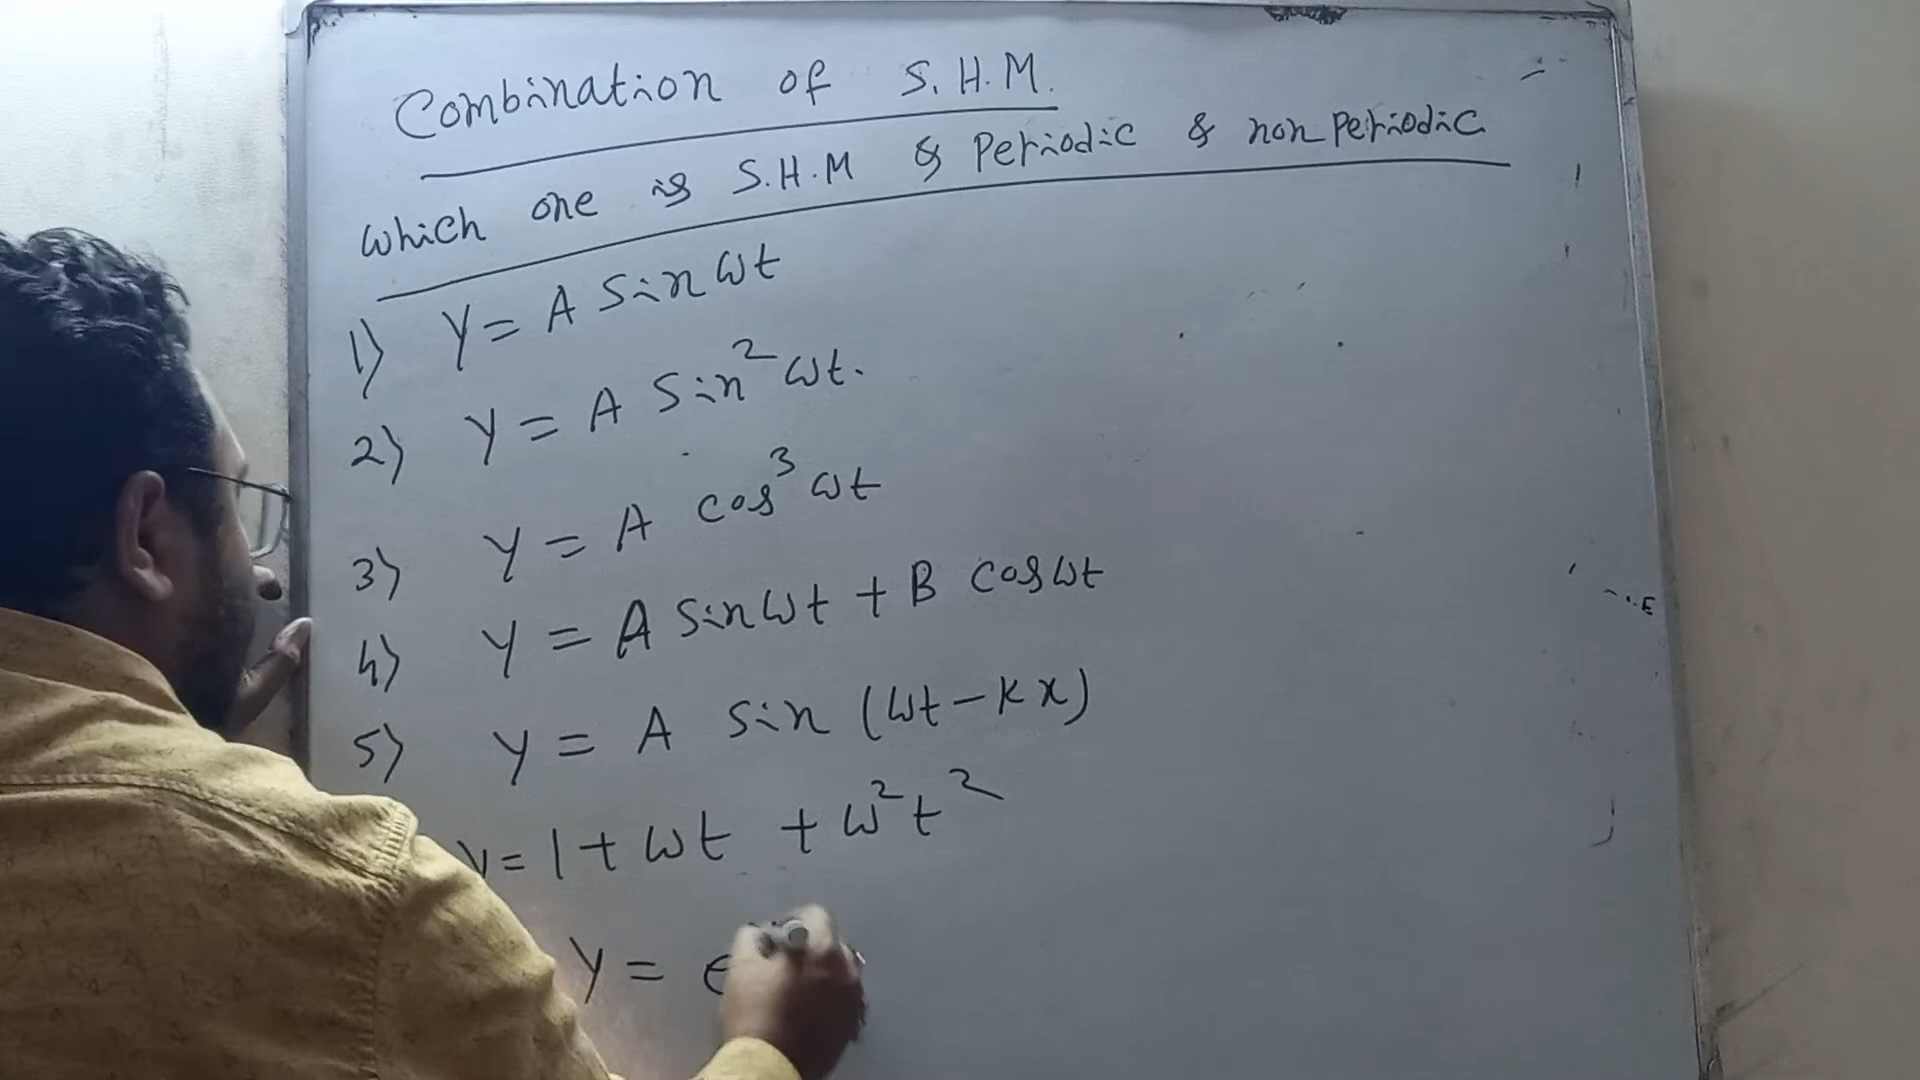 Combination of S.H.M.
Which one is S.H.M & Periodic & non Periodic
1) Y = A Sin ωt
2) Y = A Sin² ωt.
3) Y = A cos³ ωt
4) Y = A Sin ωt + B cos ωt
5) Y = A Sin (ωt - kx)
y = 1 + ωt + ω²t²
Y = e